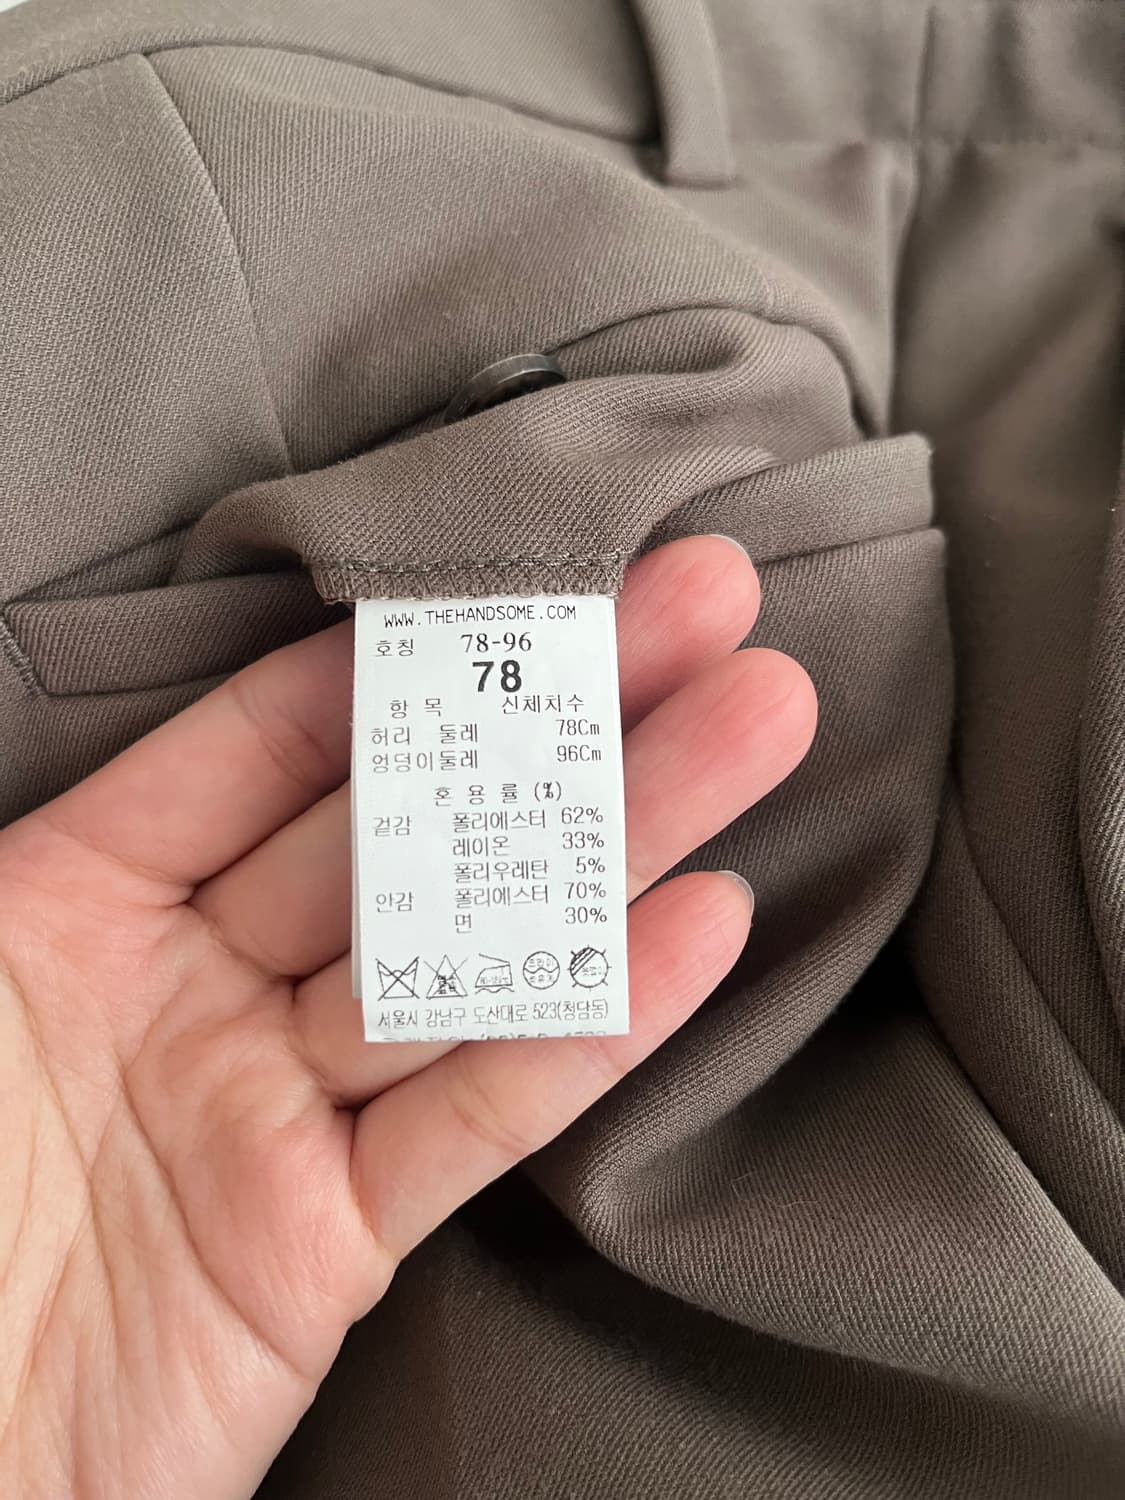 WWW.THEHANDSOME.COM
호칭 78-96
78
항 목 신체치수
허리 둘레 78Cm
엉덩이둘레 96Cm
혼 용 률 (%)
겉감 폴리에스터 62%
레이온 33%
폴리우레탄 5%
안감 폴리에스터 70%
면 30%
드라이
서울시 강남구 도산대로 523(청담동)